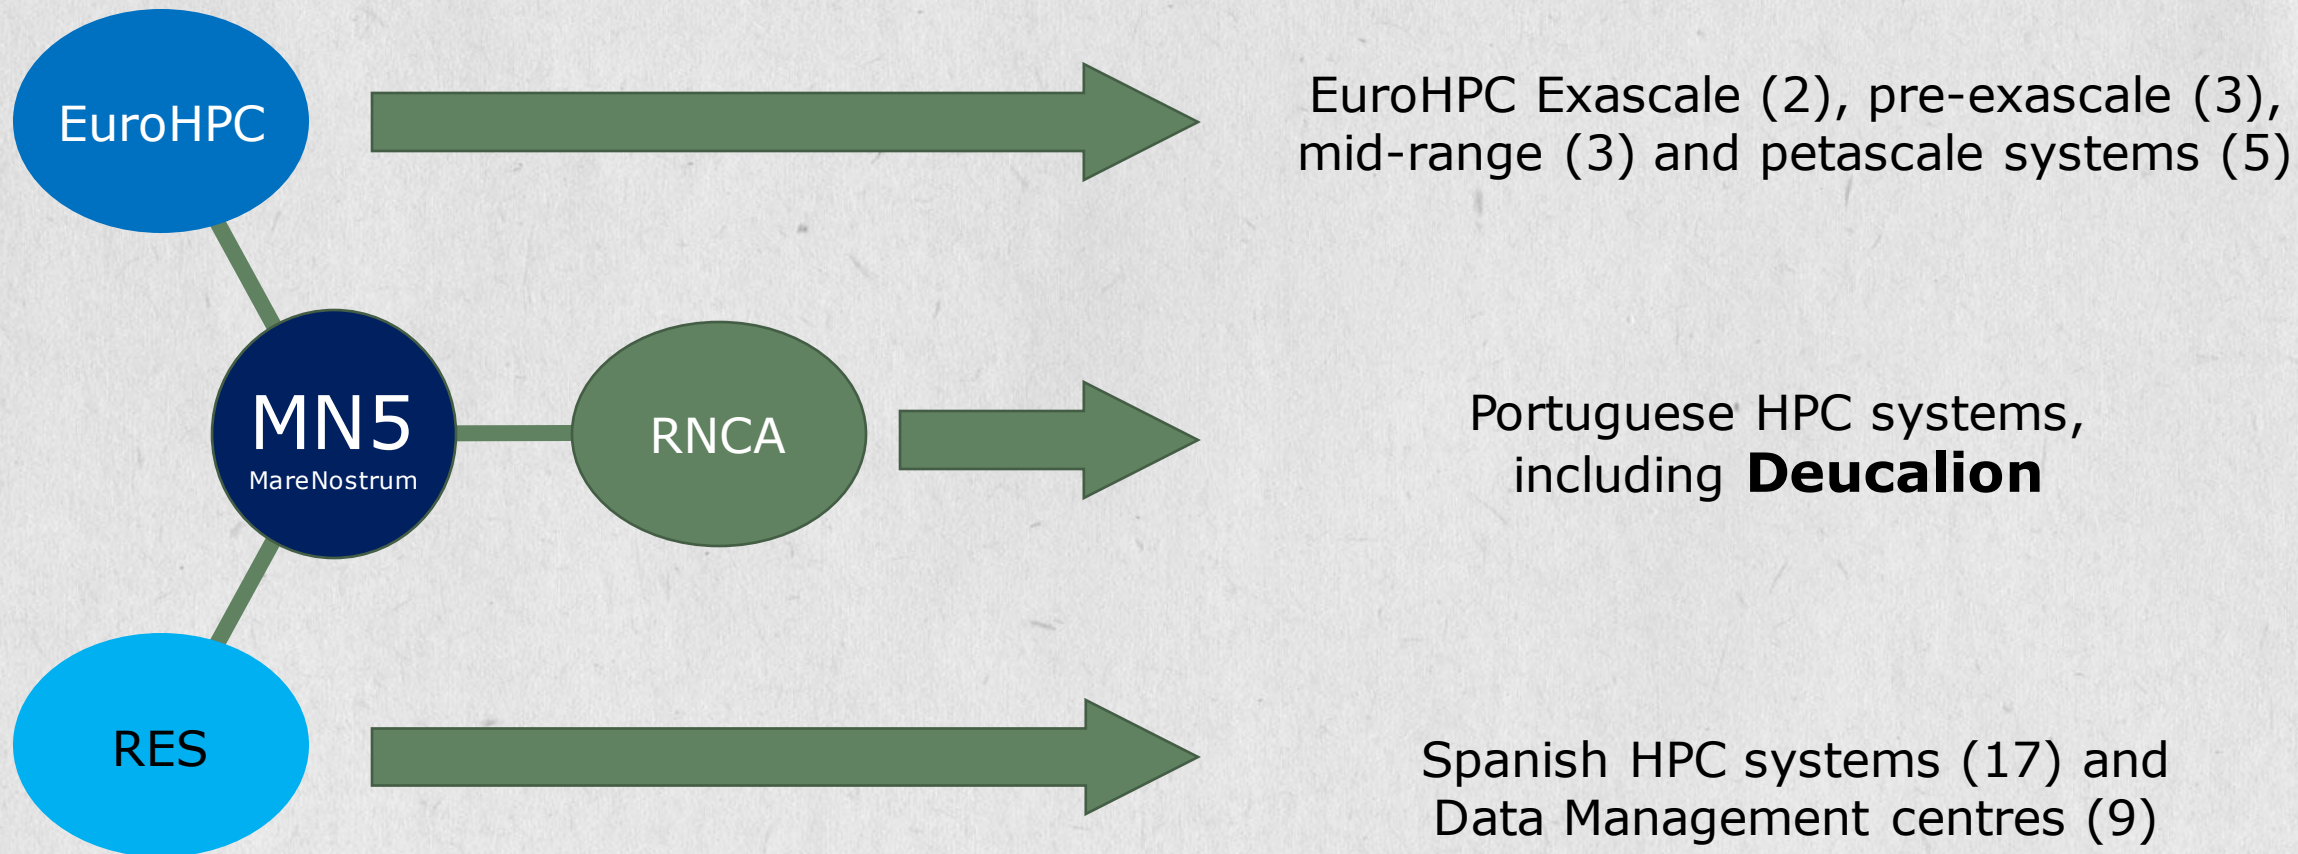 EuroHPC
EuroHPC Exascale (2), pre-exascale (3),
mid-range (3) and petascale systems (5)
MN5
MareNostrum
RNCA
Portuguese HPC systems,
including Deucalion
RES
Spanish HPC systems (17) and
Data Management centres (9)